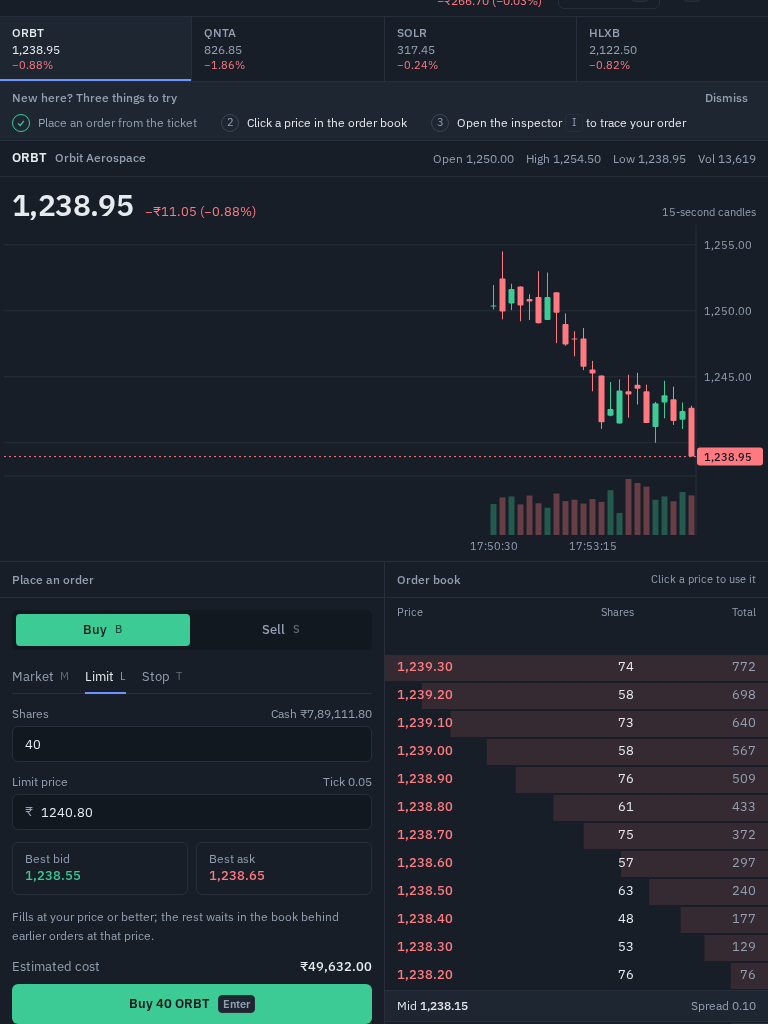 −₹266.70 (−0.03%)
ORBT
1,238.95
−0.88%
QNTA
826.85
−1.86%
SOLR
317.45
−0.24%
HLXB
2,122.50
−0.82%
New here? Three things to try
Dismiss
Place an order from the ticket
2 Click a price in the order book
3 Open the inspector I to trace your order
ORBT Orbit Aerospace
Open 1,250.00 High 1,254.50 Low 1,238.95 Vol 13,619
1,238.95 −₹11.05 (−0.88%)
15-second candles
1,255.00
1,250.00
1,245.00
1,238.95
17:50:30 17:53:15
Place an order
Buy B
Sell S
Market M
Limit L
Stop T
Shares
Cash ₹7,89,111.80
40
Limit price
Tick 0.05
₹ 1240.80
Best bid
1,238.55
Best ask
1,238.65
Fills at your price or better; the rest waits in the book behind
earlier orders at that price.
Estimated cost
₹49,632.00
Buy 40 ORBT Enter
Order book
Click a price to use it
Price Shares Total
1,239.30 74 772
1,239.20 58 698
1,239.10 73 640
1,239.00 58 567
1,238.90 76 509
1,238.80 61 433
1,238.70 75 372
1,238.60 57 297
1,238.50 63 240
1,238.40 48 177
1,238.30 53 129
1,238.20 76 76
Mid 1,238.15
Spread 0.10